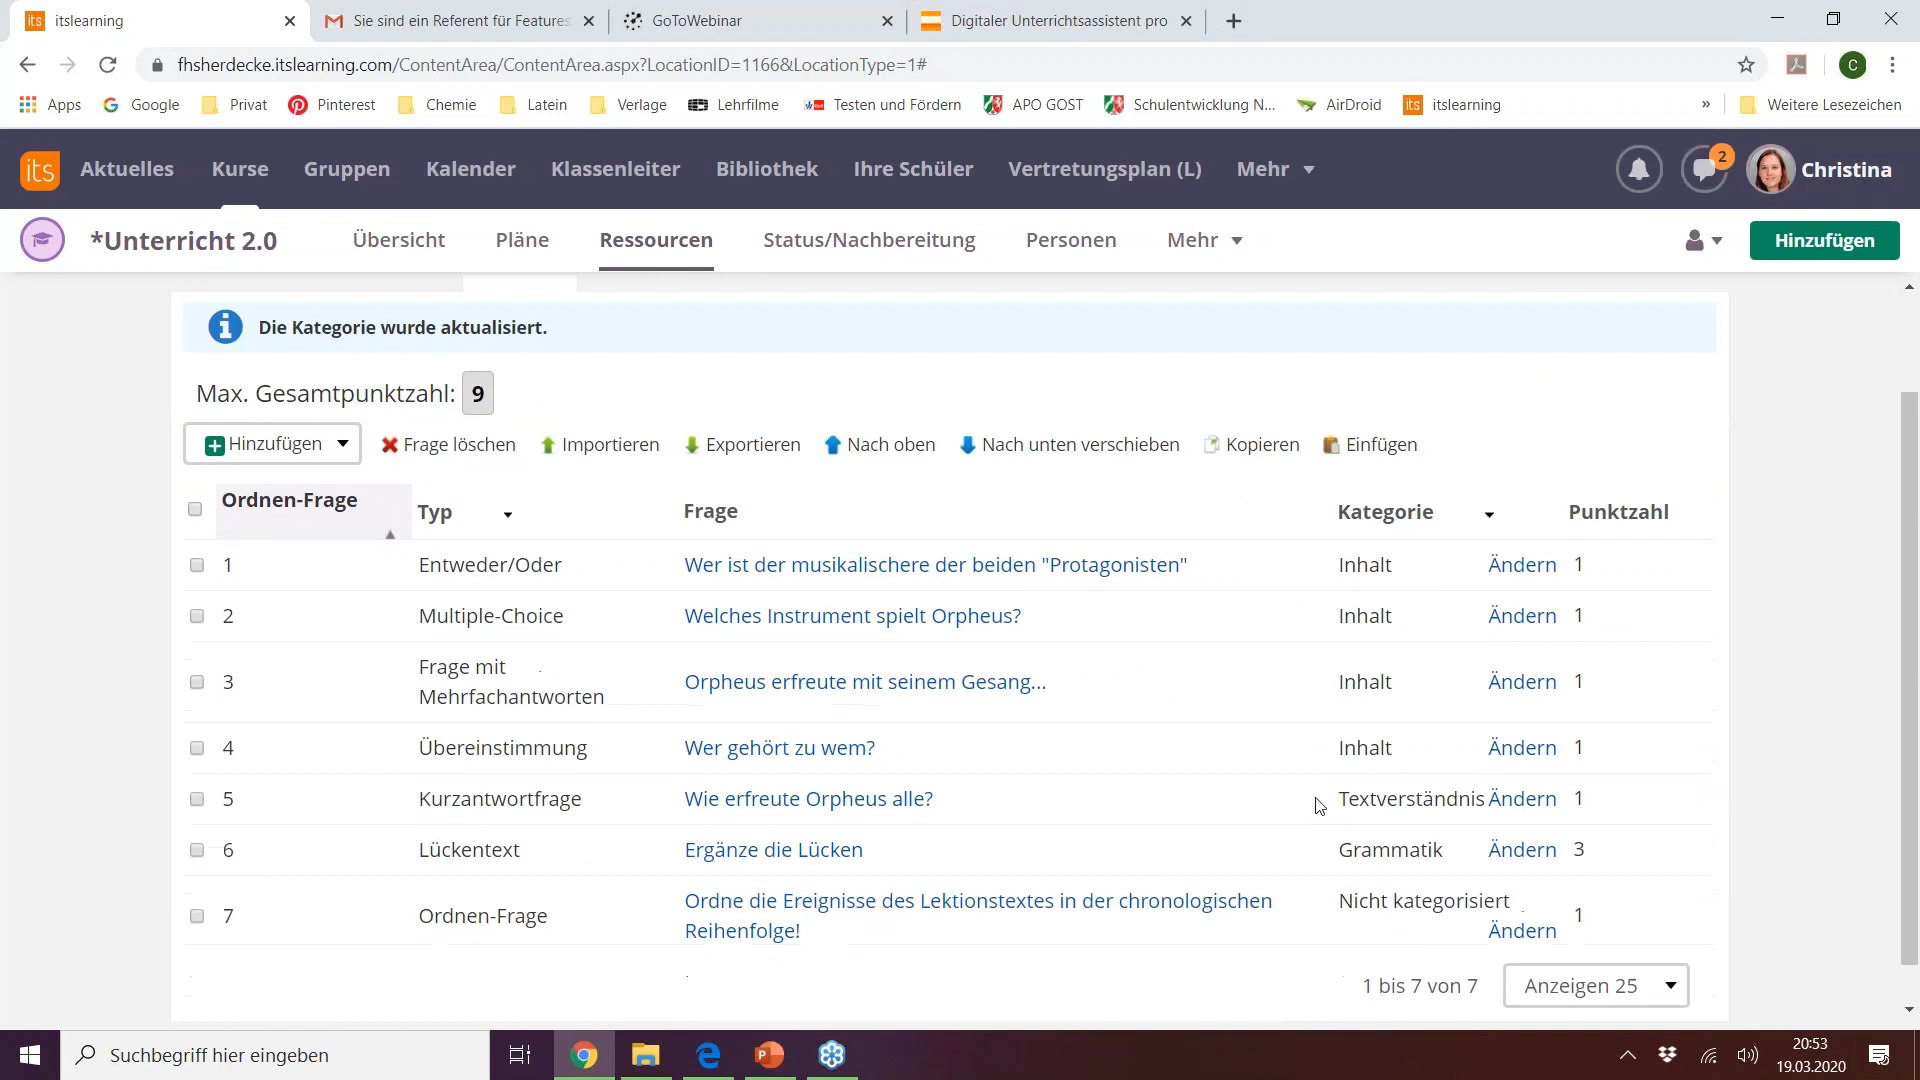 itslearning
Sie sind ein Referent für Features
GoToWebinar
Digitaler Unterrichtsassistent pro
fhsherdecke.itslearning.com/ContentArea/ContentArea.aspx?LocationID=1166&LocationType=1#
C
Apps Google Privat Pinterest Chemie Latein Verlage Lehrfilme Testen und Fördern APO GOST Schulentwicklung N... AirDroid its itslearning » Weitere Lesezeichen
its Aktuelles Kurse Gruppen Kalender Klassenleiter Bibliothek Ihre Schüler Vertretungsplan (L) Mehr 2 Christina
*Unterricht 2.0 Übersicht Pläne Ressourcen Status/Nachbereitung Personen Mehr Hinzufügen
Die Kategorie wurde aktualisiert.
Max. Gesamtpunktzahl: 9
Hinzufügen Frage löschen Importieren Exportieren Nach oben Nach unten verschieben Kopieren Einfügen
Ordnen-Frage Typ Frage Kategorie Punktzahl
1 Entweder/Oder Wer ist der musikalischere der beiden "Protagonisten" Inhalt Ändern 1
2 Multiple-Choice Welches Instrument spielt Orpheus? Inhalt Ändern 1
3 Frage mit Mehrfachantworten Orpheus erfreute mit seinem Gesang... Inhalt Ändern 1
4 Übereinstimmung Wer gehört zu wem? Inhalt Ändern 1
5 Kurzantwortfrage Wie erfreute Orpheus alle? Textverständnis Ändern 1
6 Lückentext Ergänze die Lücken Grammatik Ändern 3
7 Ordnen-Frage Ordne die Ereignisse des Lektionstextes in der chronologischen Reihenfolge! Nicht kategorisiert Ändern 1
1 bis 7 von 7 Anzeigen 25
Suchbegriff hier eingeben
20:53
19.03.2020